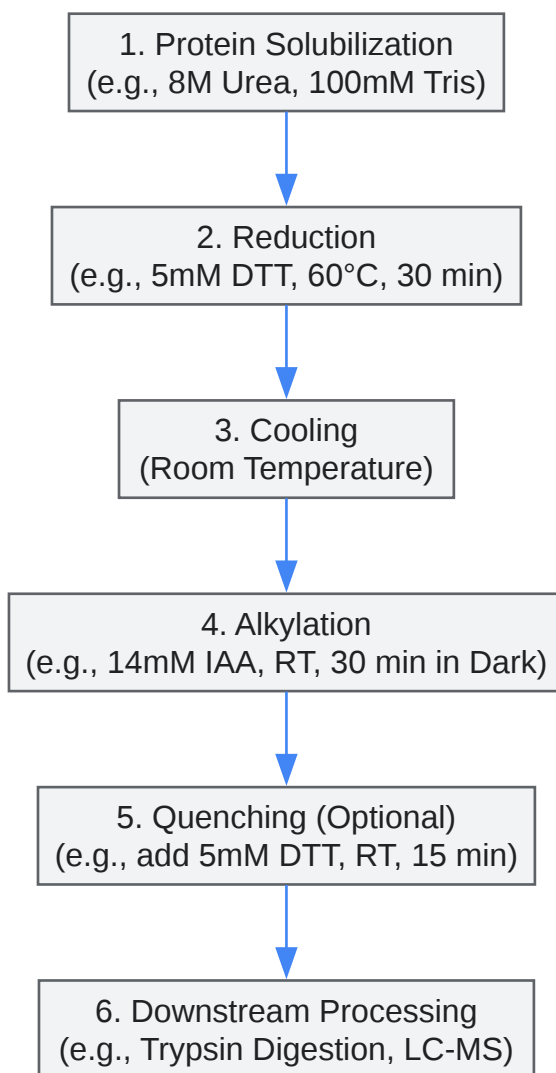 1. Protein Solubilization
(e.g., 8M Urea, 100mM Tris)
2. Reduction
(e.g., 5mM DTT, 60°C, 30 min)
3. Cooling
(Room Temperature)
4. Alkylation
(e.g., 14mM IAA, RT, 30 min in Dark)
5. Quenching (Optional)
(e.g., add 5mM DTT, RT, 15 min)
6. Downstream Processing
(e.g., Trypsin Digestion, LC-MS)